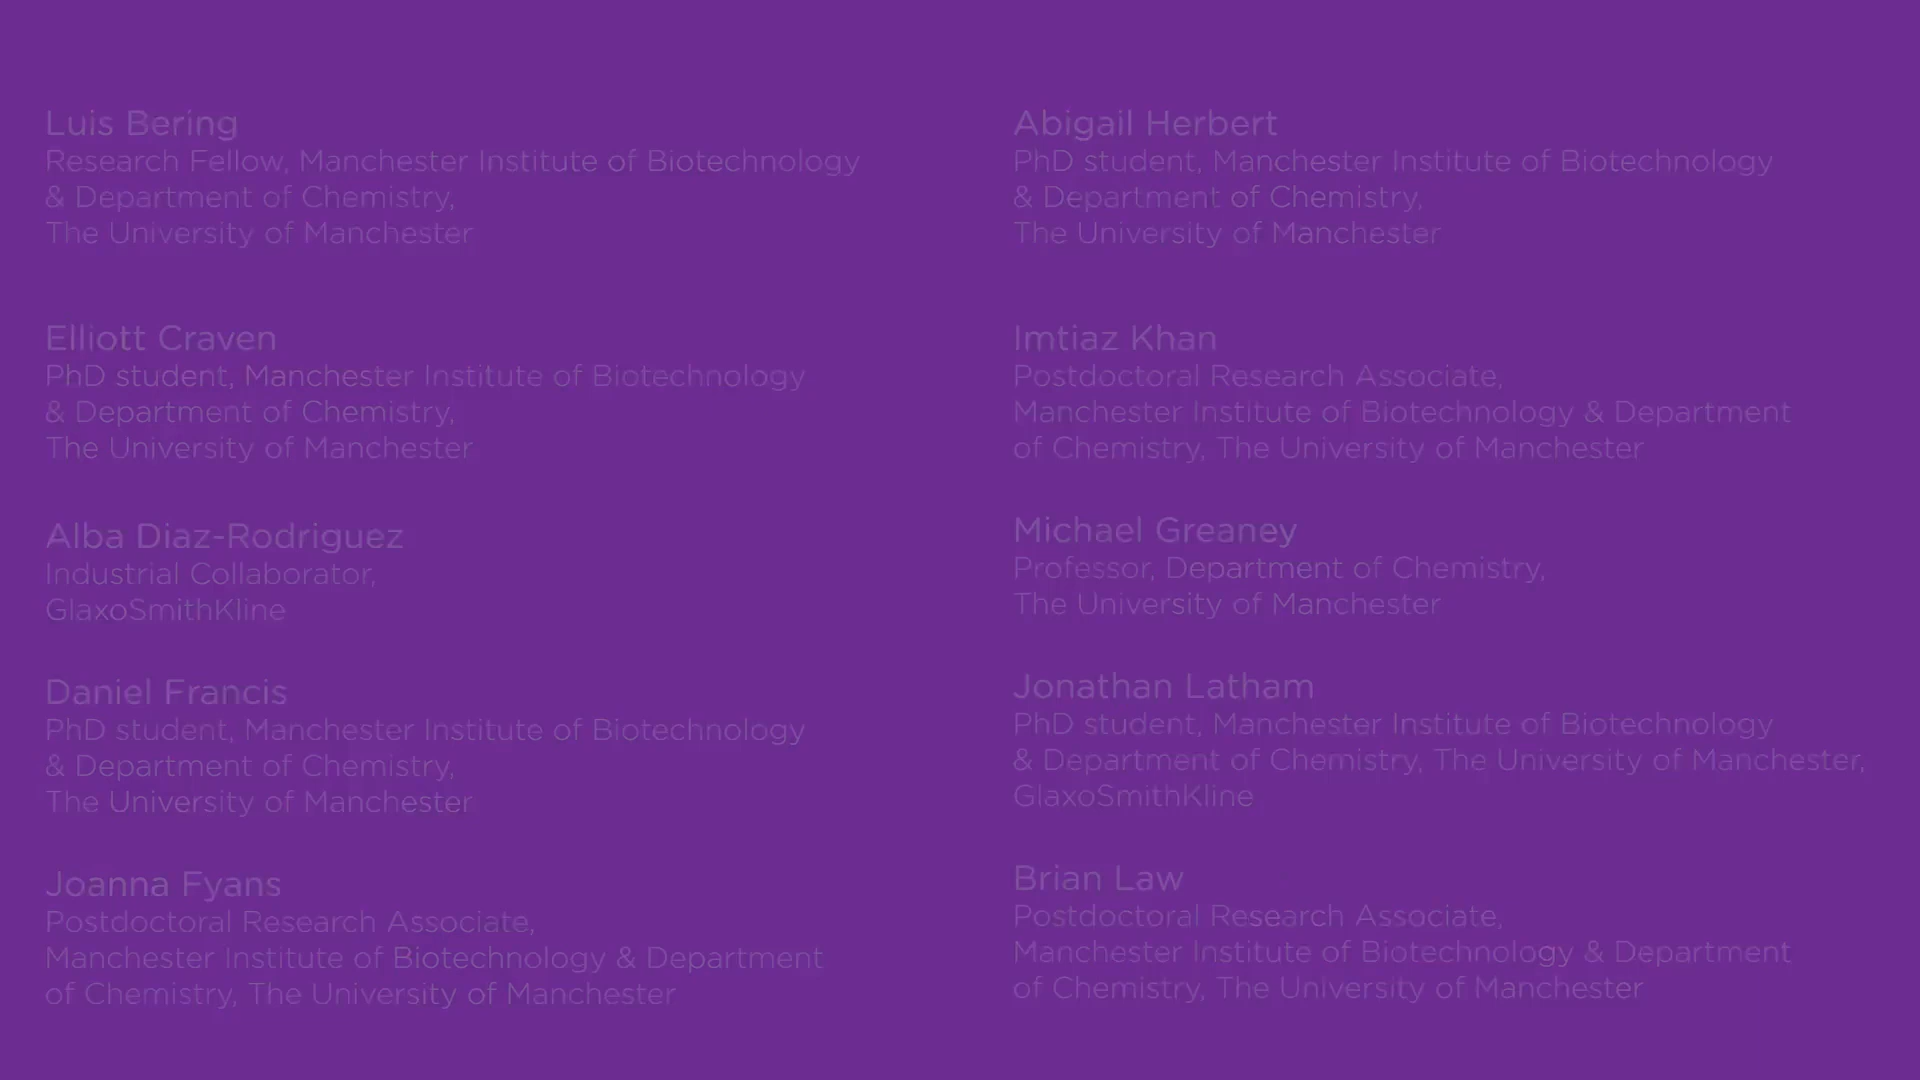 Luis Bering
Research Fellow, Manchester Institute of Biotechnology
& Department of Chemistry,
The University of Manchester
Elliott Craven
PhD student, Manchester Institute of Biotechnology
& Department of Chemistry,
The University of Manchester
Alba Diaz-Rodriguez
Industrial Collaborator,
GlaxoSmithKline
Daniel Francis
PhD student, Manchester Institute of Biotechnology
& Department of Chemistry,
The University of Manchester
Joanna Fyans
Postdoctoral Research Associate,
Manchester Institute of Biotechnology & Department
of Chemistry, The University of Manchester
Abigail Herbert
PhD student, Manchester Institute of Biotechnology
& Department of Chemistry,
The University of Manchester
Imtiaz Khan
Postdoctoral Research Associate,
Manchester Institute of Biotechnology & Department
of Chemistry, The University of Manchester
Michael Greaney
Professor, Department of Chemistry,
The University of Manchester
Jonathan Latham
PhD student, Manchester Institute of Biotechnology
& Department of Chemistry, The University of Manchester,
GlaxoSmithKline
Brian Law
Postdoctoral Research Associate,
Manchester Institute of Biotechnology & Department
of Chemistry, The University of Manchester